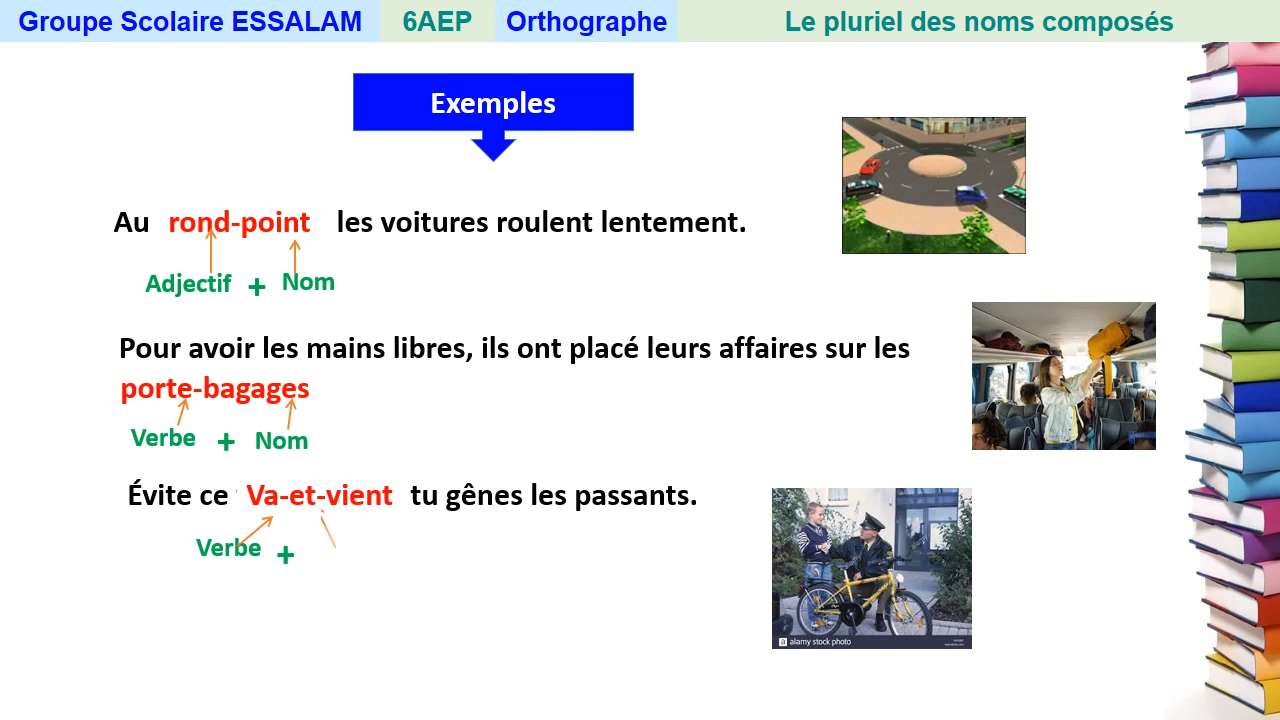 Groupe Scolaire ESSALAM 6AEP Orthographe Le pluriel des noms composés
Exemples
Au rond-point les voitures roulent lentement.
Adjectif + Nom
Pour avoir les mains libres, ils ont placé leurs affaires sur les
porte-bagages
Verbe + Nom
Évite ce Va-et-vient tu gênes les passants.
Verbe +
a alamy stock photo